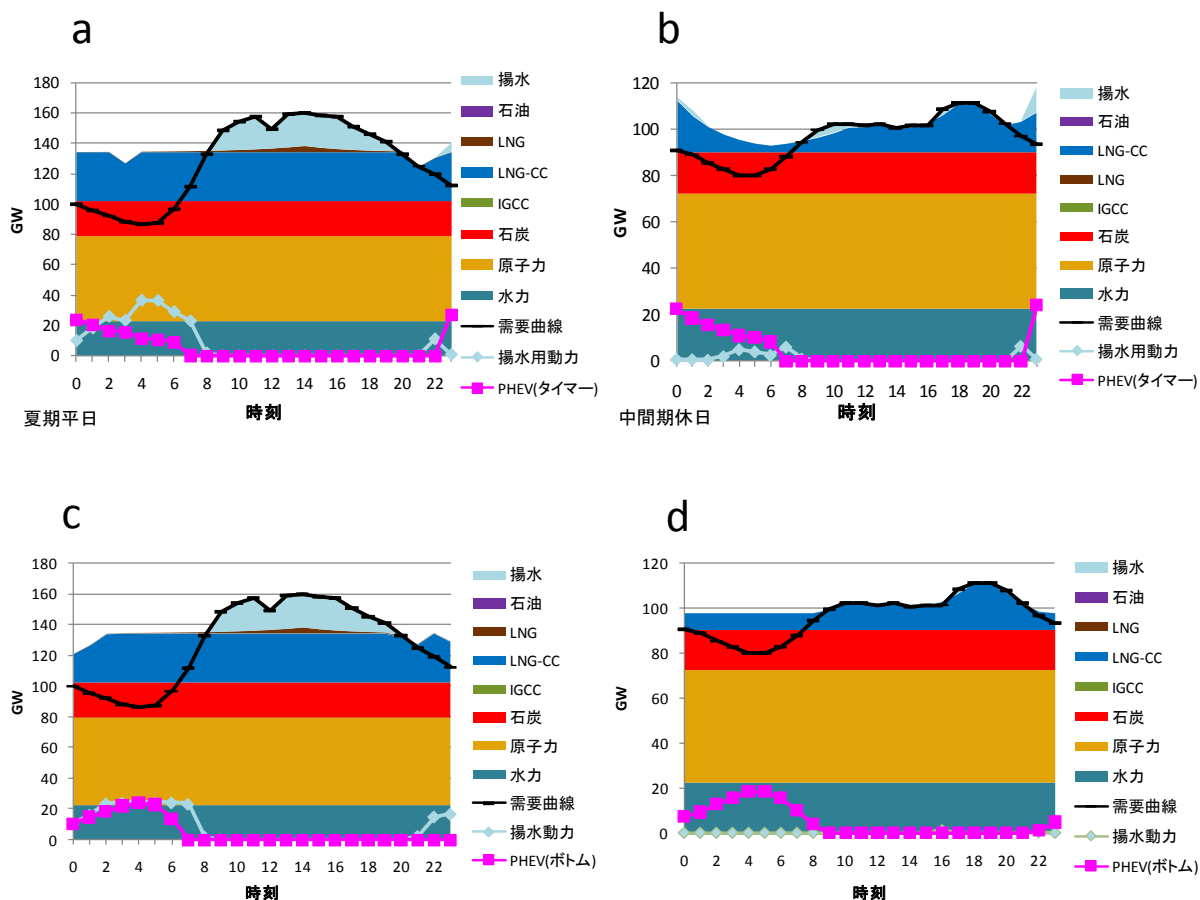 a
180
160
140
120
100
80
60
40
20
0
GW
0 2 4 6 8 10 12 14 16 18 20 22
時刻
夏期平日
揚水
石油
LNG
LNG-CC
IGCC
石炭
原子力
水力
需要曲線
揚水用動力
PHEV(タイマー)
b
120
100
80
60
40
20
0
GW
0 2 4 6 8 10 12 14 16 18 20 22
時刻
中間期休日
揚水
石油
LNG-CC
LNG
IGCC
石炭
原子力
水力
需要曲線
揚水用動力
PHEV(タイマー)
c
180
160
140
120
100
80
60
40
20
0
GW
0 2 4 6 8 10 12 14 16 18 20 22
時刻
揚水
石油
LNG
LNG-CC
IGCC
石炭
原子力
水力
需要曲線
揚水動力
PHEV(ボトム)
d
120
100
80
60
40
20
0
GW
0 2 4 6 8 10 12 14 16 18 20 22
時刻
揚水
石油
LNG
LNG-CC
IGCC
石炭
原子力
水力
需要曲線
揚水動力
PHEV(ボトム)